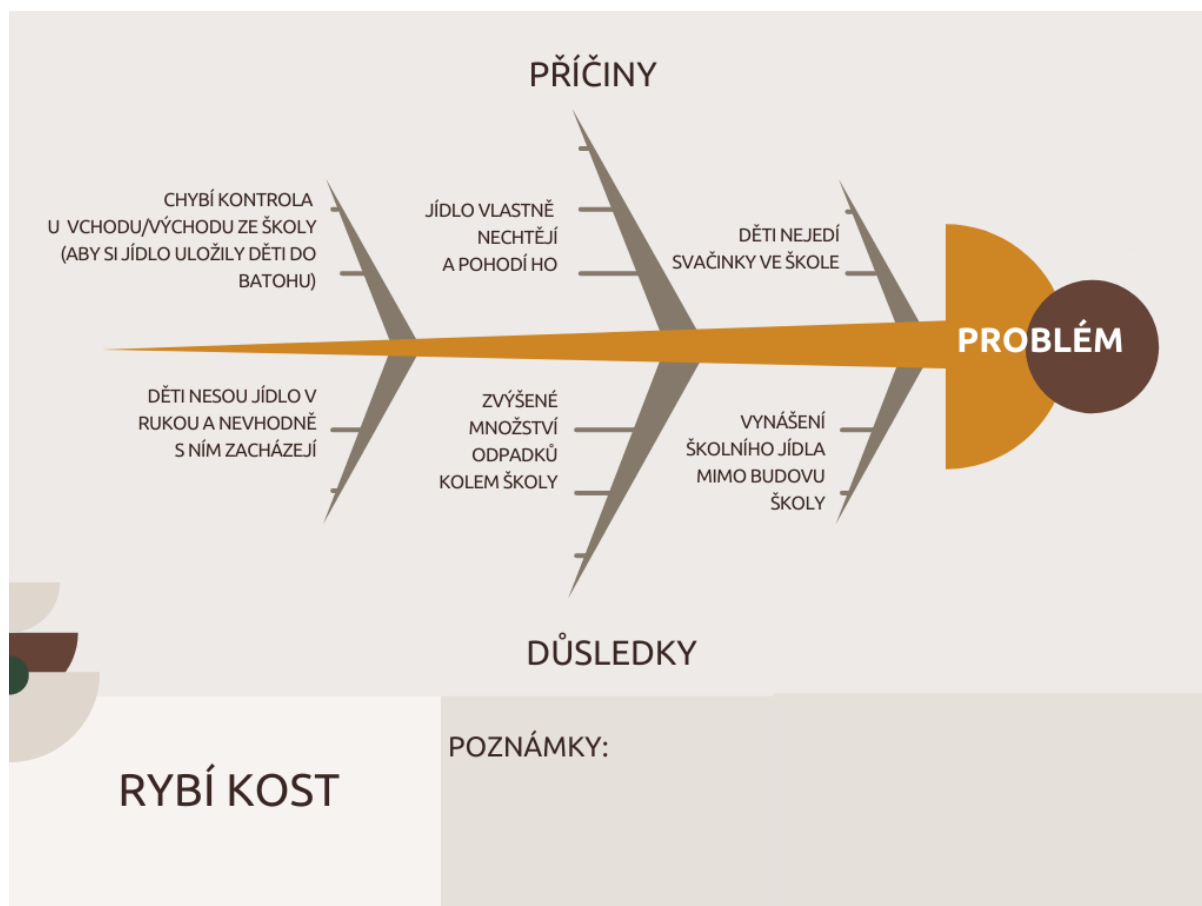 PŘÍČINY
CHYBÍ KONTROLA
U VCHODU/VÝCHODU ZE ŠKOLY
(ABY SI JÍDLO ULOŽILY DĚTI DO
BATOHU)
JÍDLO VLASTNĚ
NECHTĚJÍ
A POHODÍ HO
DĚTI NEJEDÍ
SVAČINKY VE ŠKOLE
PROBLÉM
DĚTI NESOU JÍDLO V
RUKOU A NEVHODNĚ
S NÍM ZACHÁZEJÍ
ZVÝŠENÉ
MNOŽSTVÍ
ODPADKŮ
KOLEM ŠKOLY
VYNÁŠENÍ
ŠKOLNÍHO JÍDLA
MIMO BUDOVU
ŠKOLY
DŮSLEDKY
RYBÍ KOST
POZNÁMKY: